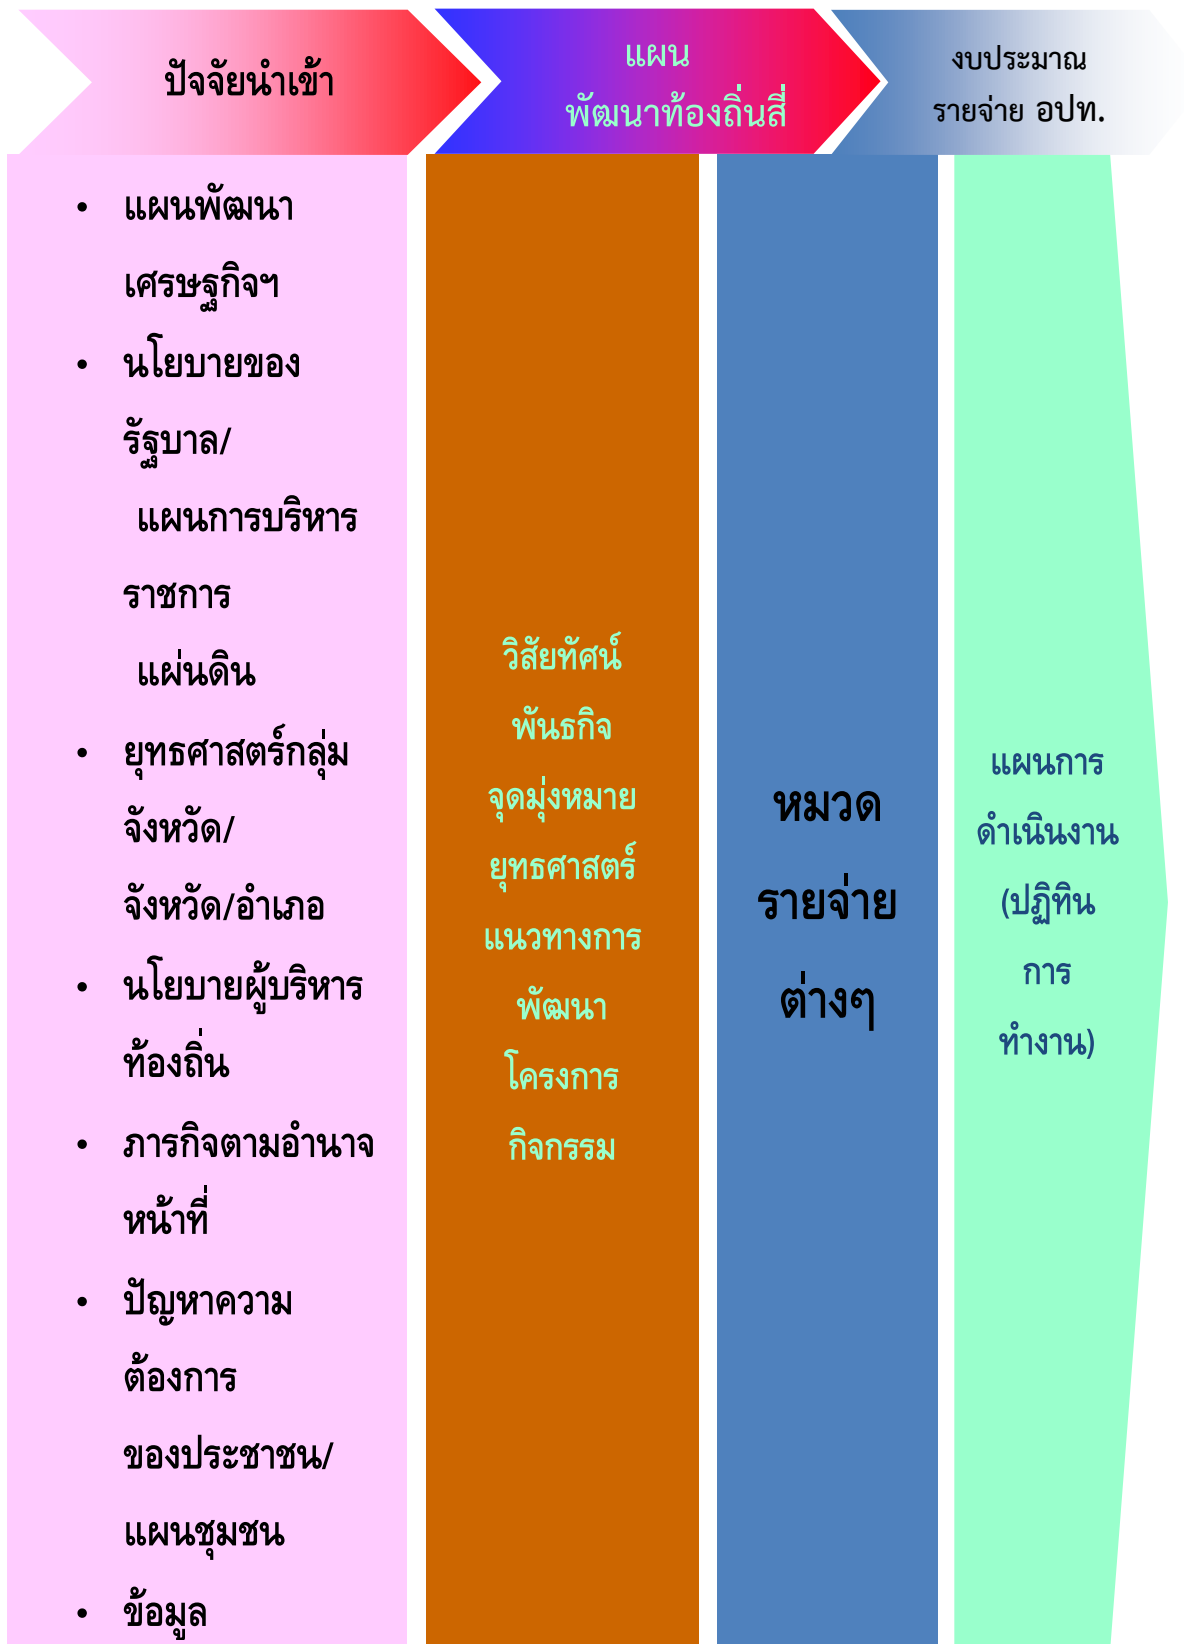 ปัจจัยนำเข้า
แผน
พัฒนาท้องถิ่นสี่
งบประมาณ
รายจ่าย อปท.
• แผนพัฒนา
เศรษฐกิจฯ
• นโยบายของ
รัฐบาล/
แผนการบริหาร
ราชการ
แผ่นดิน
• ยุทธศาสตร์กลุ่ม
จังหวัด/
จังหวัด/อำเภอ
• นโยบายผู้บริหาร
ท้องถิ่น
• ภารกิจตามอำนาจ
หน้าที่
• ปัญหาความ
ต้องการ
ของประชาชน/
แผนชุมชน
• ข้อมูล
วิสัยทัศน์
พันธกิจ
จุดมุ่งหมาย
ยุทธศาสตร์
แนวทางการ
พัฒนา
โครงการ
กิจกรรม
หมวด
รายจ่าย
ต่างๆ
แผนการ
ดำเนินงาน
(ปฏิทิน
การ
ทำงาน)